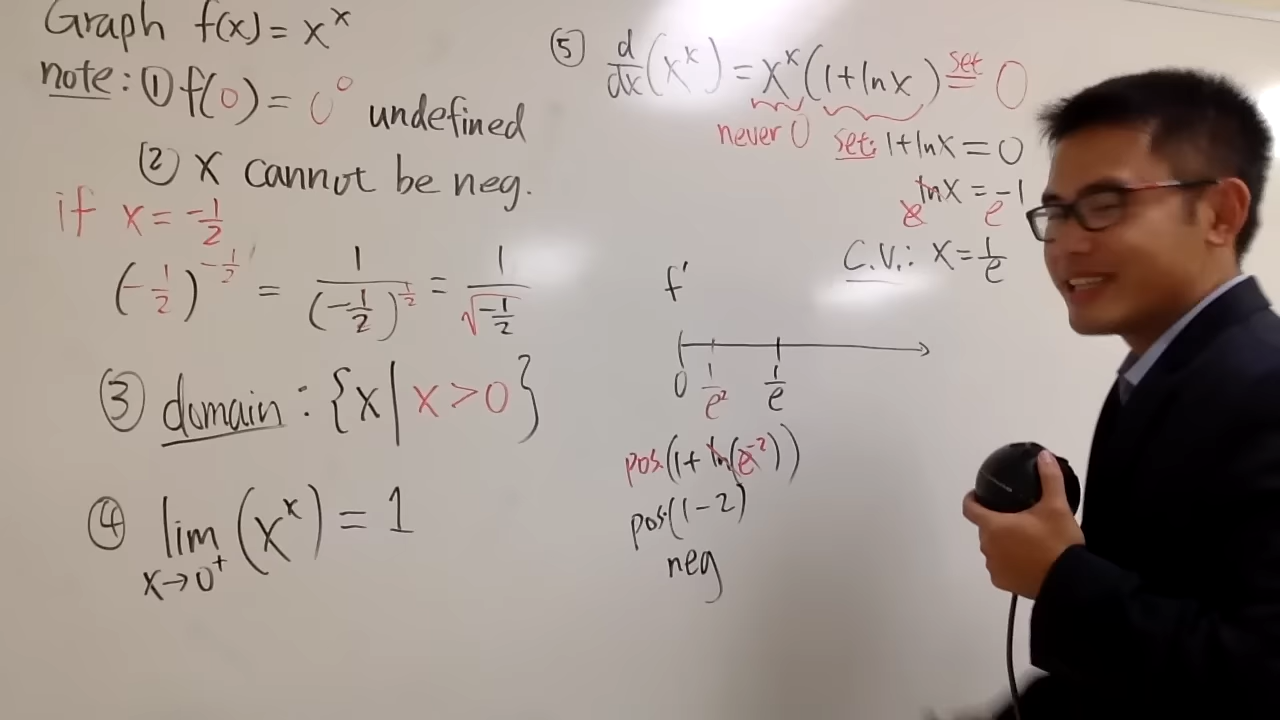 Graph f(x) = x^x
note: ① f(0) = 0^0 undefined
② x cannot be neg.
if x = -1/2
(-1/2)^(-1/2) = 1/(-1/2)^(1/2) = 1/√(-1/2)
③ domain: {x | x > 0}
④ lim x→0⁺ (x^x) = 1
⑤ d/dx (x^x) = x^x (1 + ln x) set = 0
never 0 set: 1 + ln x = 0
e^(ln x) = e^(-1)
C.V.: x = 1/e
f'
0 1/e² 1/e
pos. (1 + ln(e^-2))
pos. (1 - 2)
neg